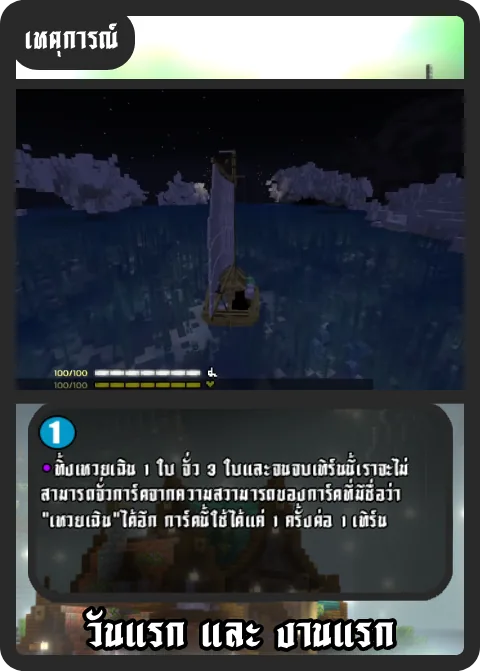 เหตุการณ์
100/100
100/100
1
ทิ้งเหวยเฉิน 1 ใบ จั่ว 3 ใบและจนจบเทิร์นนี้เราจะไม่
สามารถจั่วการ์ดจากความสวามารถของการ์ดที่มีชื่อว่า
"เหวยเฉิน"ได้อีก การ์ดนี้ใช้ได้แค่ 1 ครั้งต่อ 1 เทิร์น
วันแรก และ งานแรก